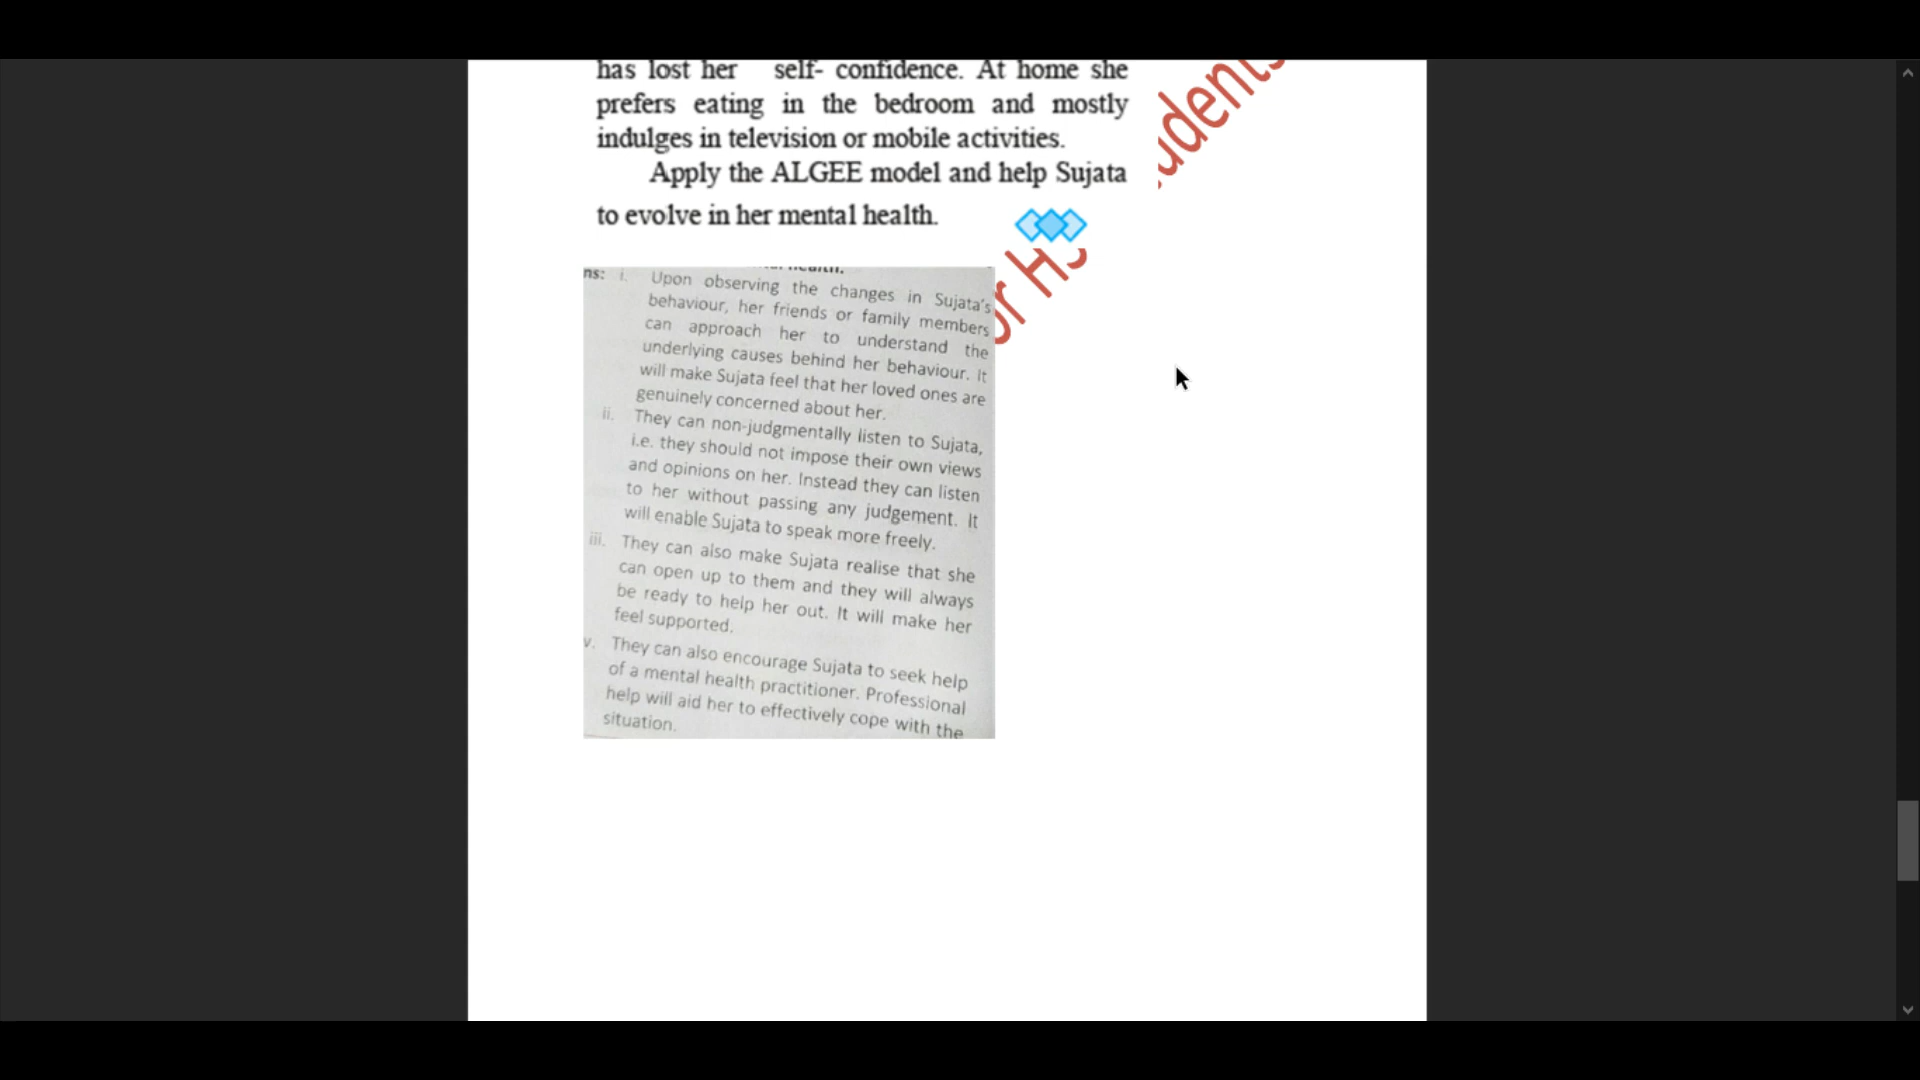 has lost her self- confidence. At home she
prefers eating in the bedroom and mostly
indulges in television or mobile activities.
Apply the ALGEE model and help Sujata
to evolve in her mental health.
udents
or HS
health.
ns: i. Upon observing the changes in Sujata's
behaviour, her friends or family members
can approach her to understand the
underlying causes behind her behaviour. It
will make Sujata feel that her loved ones are
genuinely concerned about her.
ii. They can non-judgmentally listen to Sujata,
i.e. they should not impose their own views
and opinions on her. Instead they can listen
to her without passing any judgement. It
will enable Sujata to speak more freely.
iii. They can also make Sujata realise that she
can open up to them and they will always
be ready to help her out. It will make her
feel supported.
v. They can also encourage Sujata to seek help
of a mental health practitioner. Professional
help will aid her to effectively cope with the
situation.